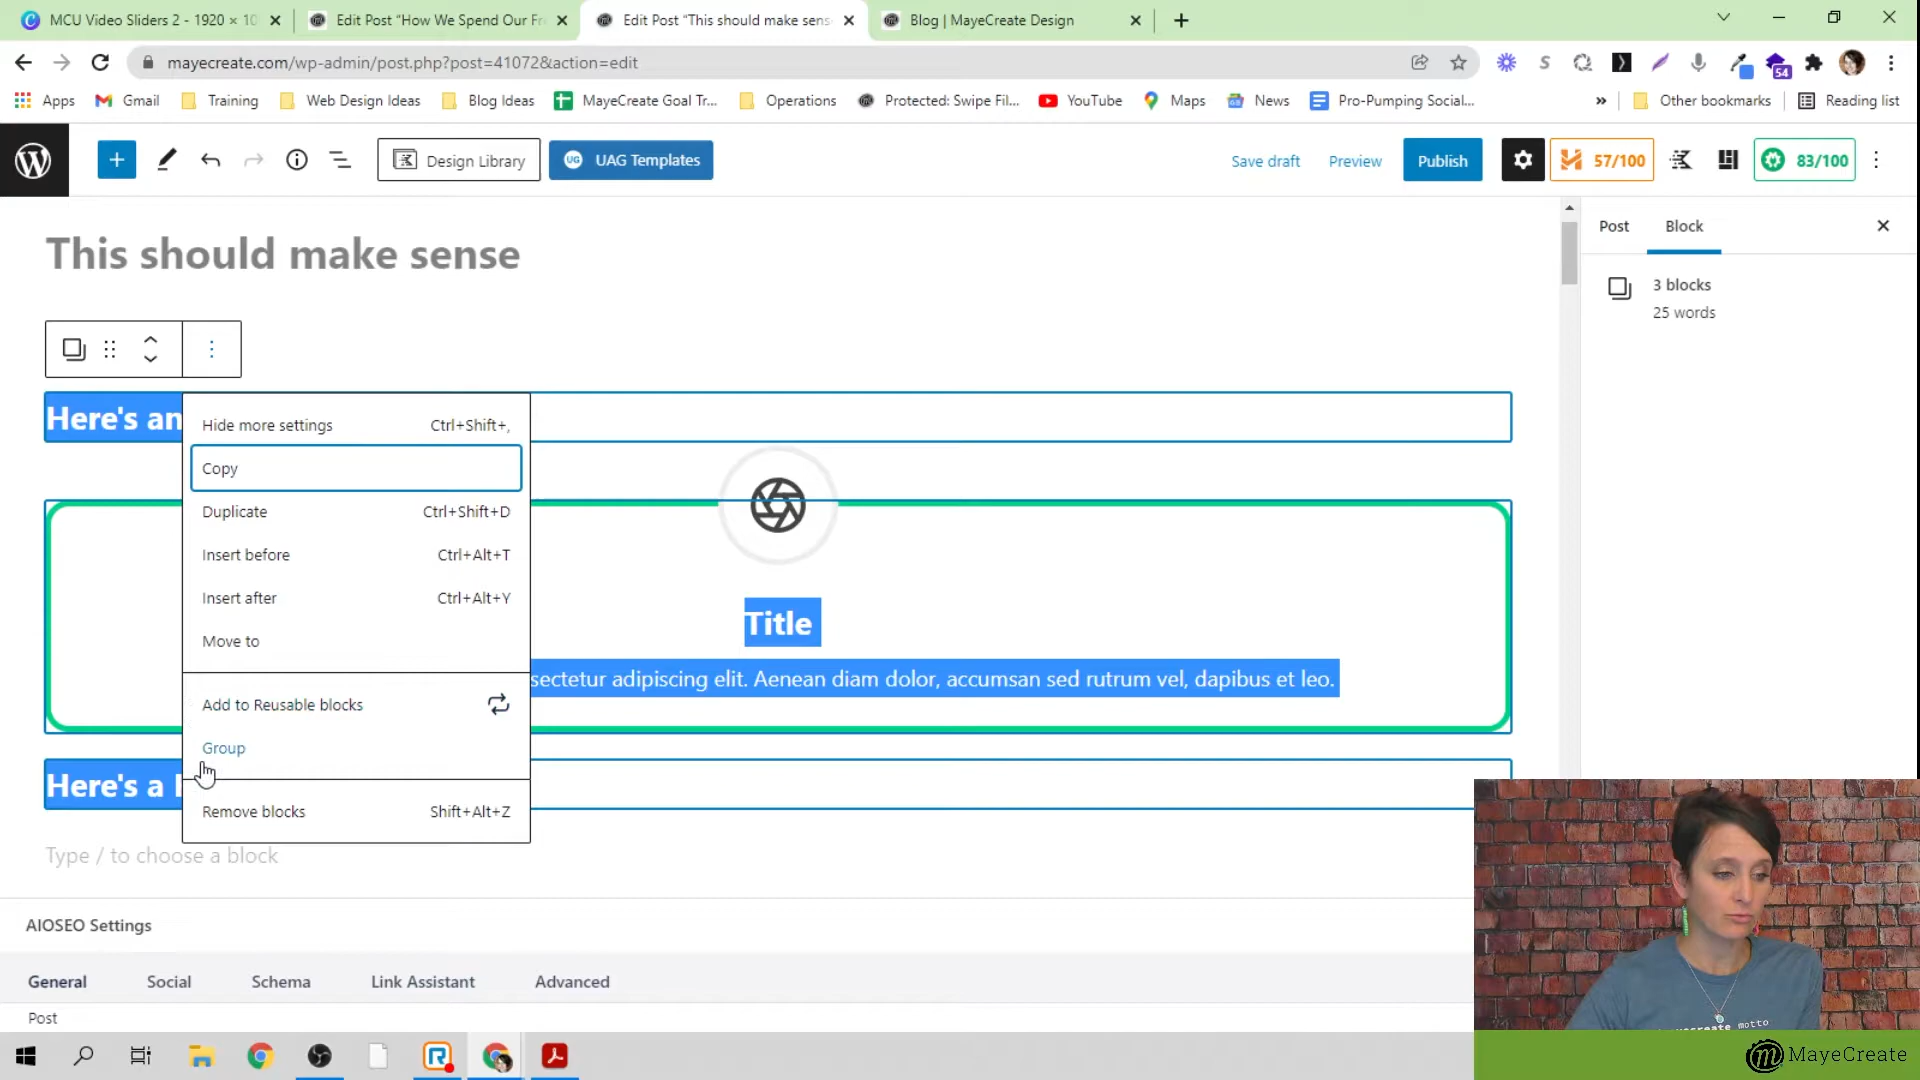 MCU Video Sliders 2 - 1920 × 10
Edit Post "How We Spend Our Fr
Edit Post "This should make sens
Blog | MayeCreate Design
mayecreate.com/wp-admin/post.php?post=41072&action=edit
54
Apps
Gmail
Training
Web Design Ideas
Blog Ideas
MayeCreate Goal Tr...
Operations
Protected: Swipe Fil...
YouTube
Maps
News
Pro-Pumping Social...
»
Other bookmarks
Reading list
Design Library
UG
UAG Templates
Save draft
Preview
Publish
57/100
83/100
This should make sense
Post
Block
3 blocks
25 words
Here's an
Hide more settings
Ctrl+Shift+,
Copy
Duplicate
Ctrl+Shift+D
Insert before
Ctrl+Alt+T
Insert after
Ctrl+Alt+Y
Move to
Title
sectetur adipiscing elit. Aenean diam dolor, accumsan sed rutrum vel, dapibus et leo.
Add to Reusable blocks
Group
Here's a
Remove blocks
Shift+Alt+Z
Type / to choose a block
AIOSEO Settings
General
Social
Schema
Link Assistant
Advanced
Post
motto
MayeCreate